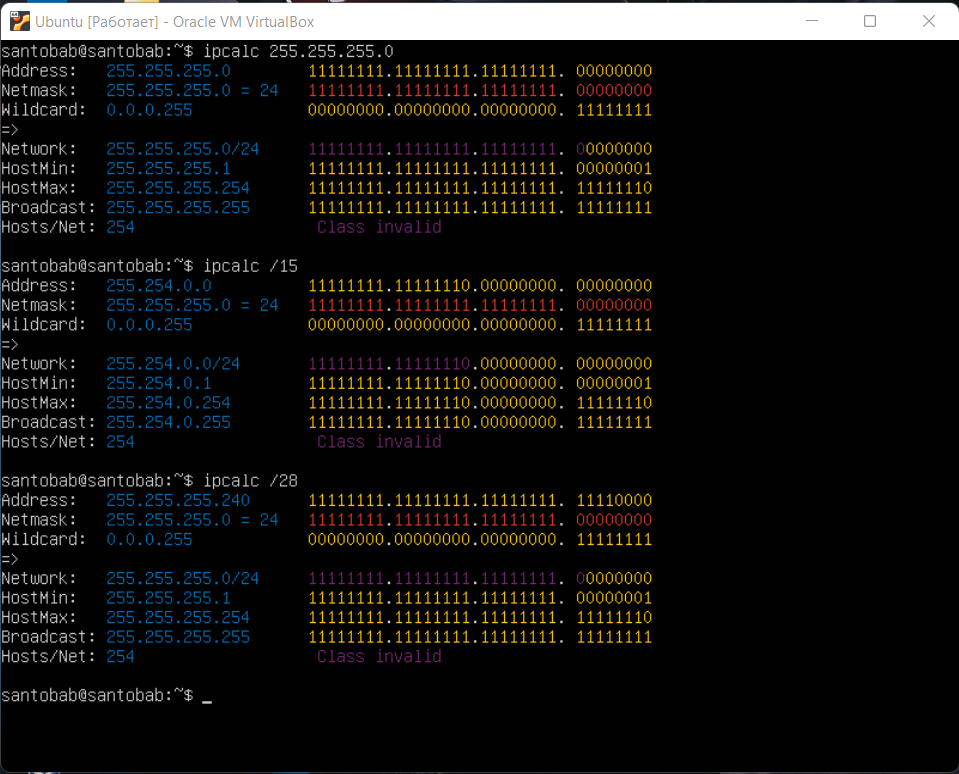 Ubuntu [Работает] - Oracle VM VirtualBox
santobab@santobab:~$ ipcalc 255.255.255.0
Address:   255.255.255.0        11111111.11111111.11111111. 00000000
Netmask:   255.255.255.0 = 24   11111111.11111111.11111111. 00000000
Wildcard:  0.0.0.255            00000000.00000000.00000000. 11111111
=>
Network:   255.255.255.0/24     11111111.11111111.11111111. 00000000
HostMin:   255.255.255.1        11111111.11111111.11111111. 00000001
HostMax:   255.255.255.254      11111111.11111111.11111111. 11111110
Broadcast: 255.255.255.255      11111111.11111111.11111111. 11111111
Hosts/Net: 254                   Class invalid
santobab@santobab:~$ ipcalc /15
Address:   255.254.0.0          11111111.11111110.00000000. 00000000
Netmask:   255.255.255.0 = 24   11111111.11111111.11111111. 00000000
Wildcard:  0.0.0.255            00000000.00000000.00000000. 11111111
=>
Network:   255.254.0.0/24       11111111.11111110.00000000. 00000000
HostMin:   255.254.0.1          11111111.11111110.00000000. 00000001
HostMax:   255.254.0.254        11111111.11111110.00000000. 11111110
Broadcast: 255.254.0.255        11111111.11111110.00000000. 11111111
Hosts/Net: 254                   Class invalid
santobab@santobab:~$ ipcalc /28
Address:   255.255.255.240      11111111.11111111.11111111. 11110000
Netmask:   255.255.255.0 = 24   11111111.11111111.11111111. 00000000
Wildcard:  0.0.0.255            00000000.00000000.00000000. 11111111
=>
Network:   255.255.255.0/24     11111111.11111111.11111111. 00000000
HostMin:   255.255.255.1        11111111.11111111.11111111. 00000001
HostMax:   255.255.255.254      11111111.11111111.11111111. 11111110
Broadcast: 255.255.255.255      11111111.11111111.11111111. 11111111
Hosts/Net: 254                   Class invalid
santobab@santobab:~$ _